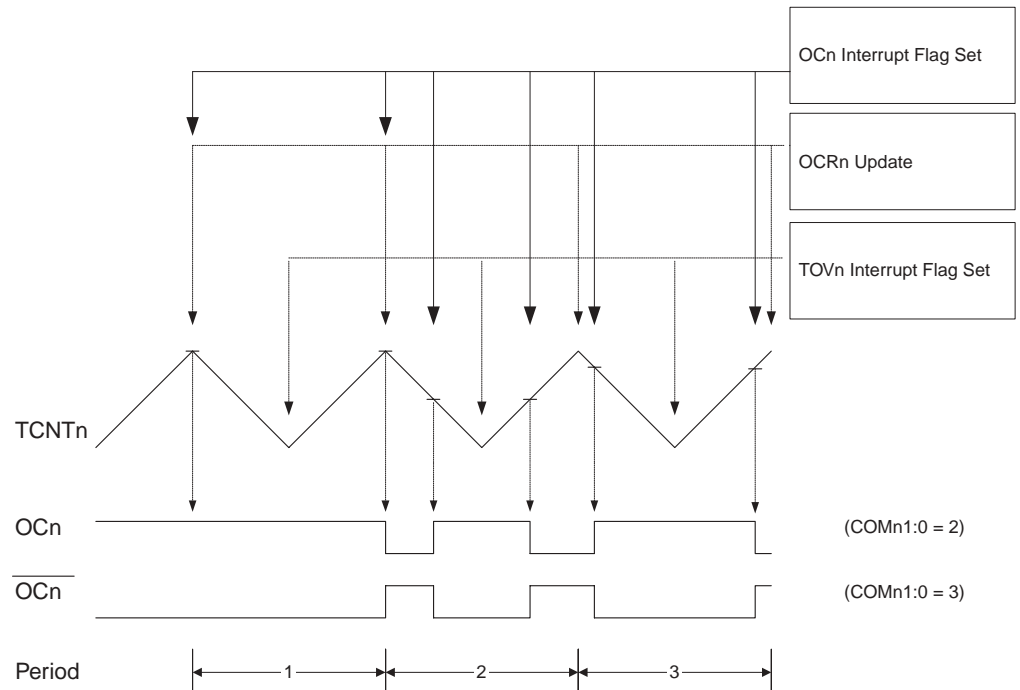 OCn Interrupt Flag Set
OCRn Update
TOVn Interrupt Flag Set
TCNTn
OCn
(COMn1:0 = 2)
OCn
(COMn1:0 = 3)
Period
1
2
3